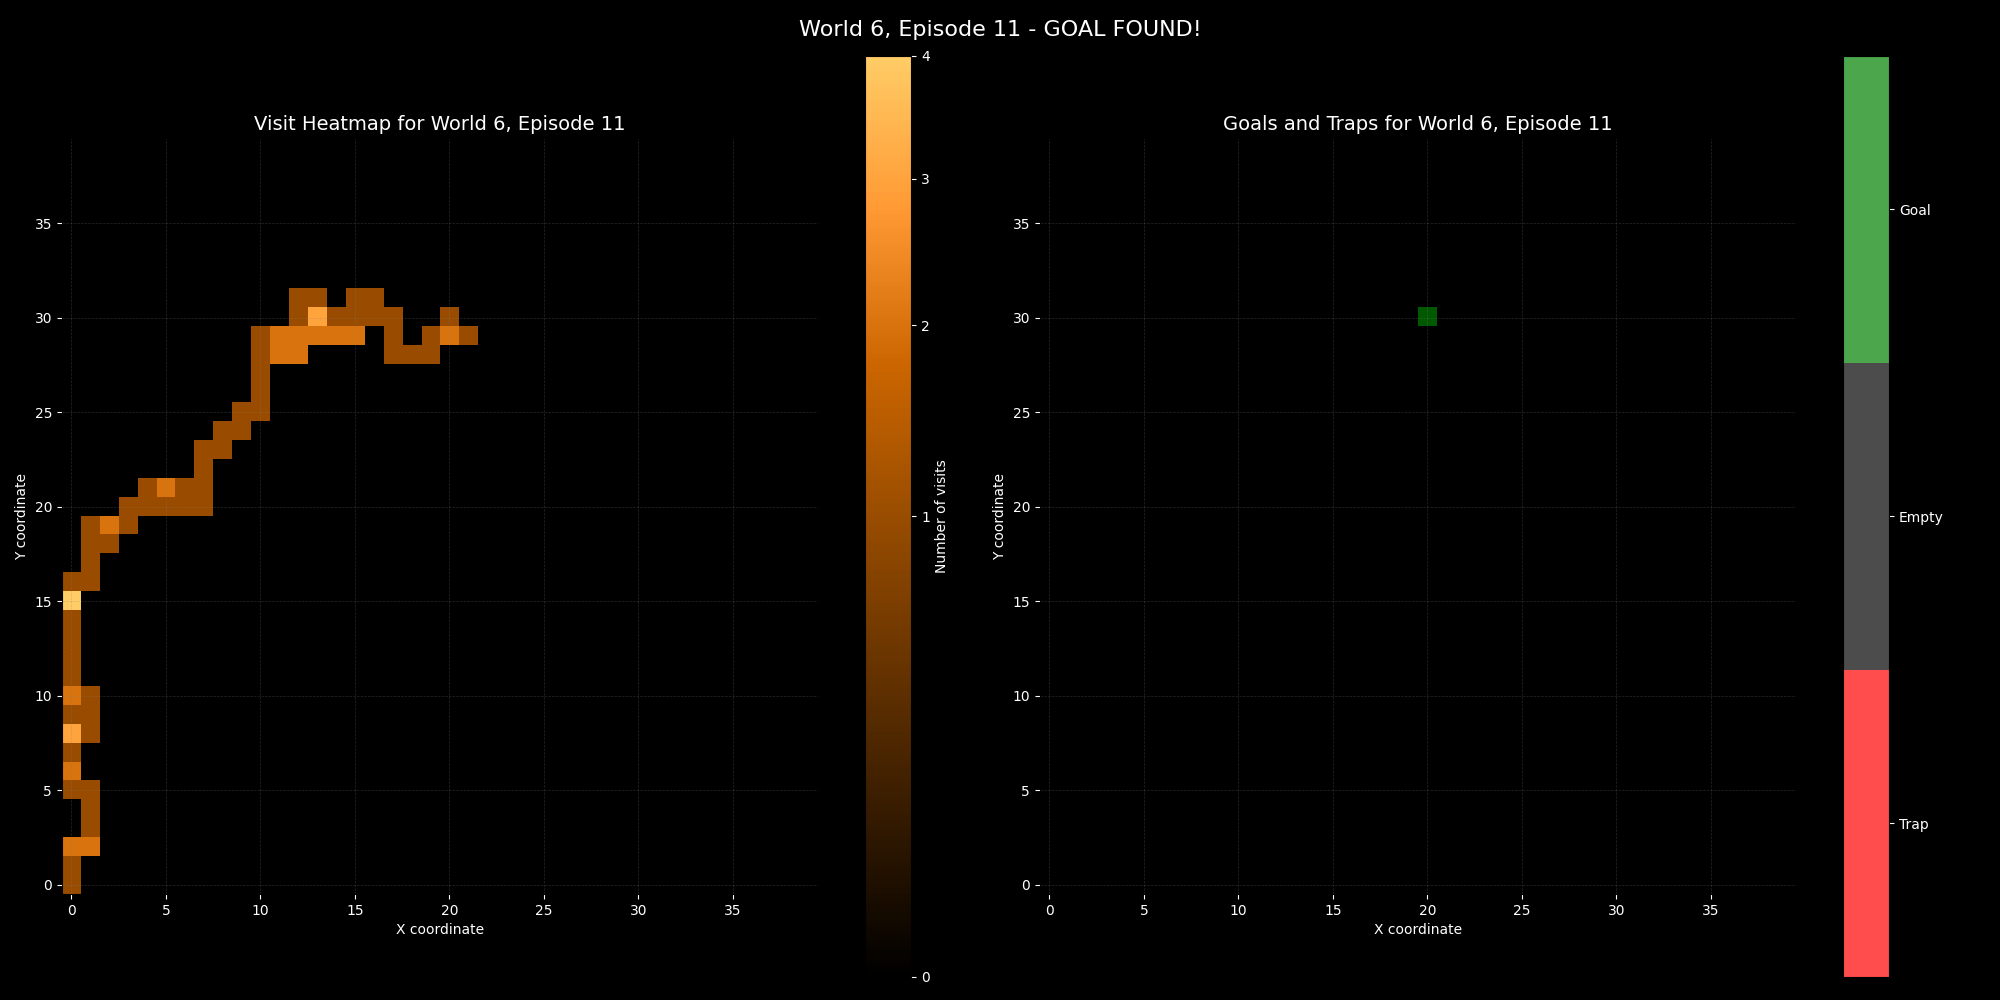 World 6, Episode 11 - GOAL FOUND!
Visit Heatmap for World 6, Episode 11
35
30
25
20
15
10
5
0
Y coordinate
0 5 10 15 20 25 30 35
X coordinate
4
3
2
1
0
Number of visits
Goals and Traps for World 6, Episode 11
35
30
25
20
15
10
5
0
Y coordinate
0 5 10 15 20 25 30 35
X coordinate
Goal
Empty
Trap